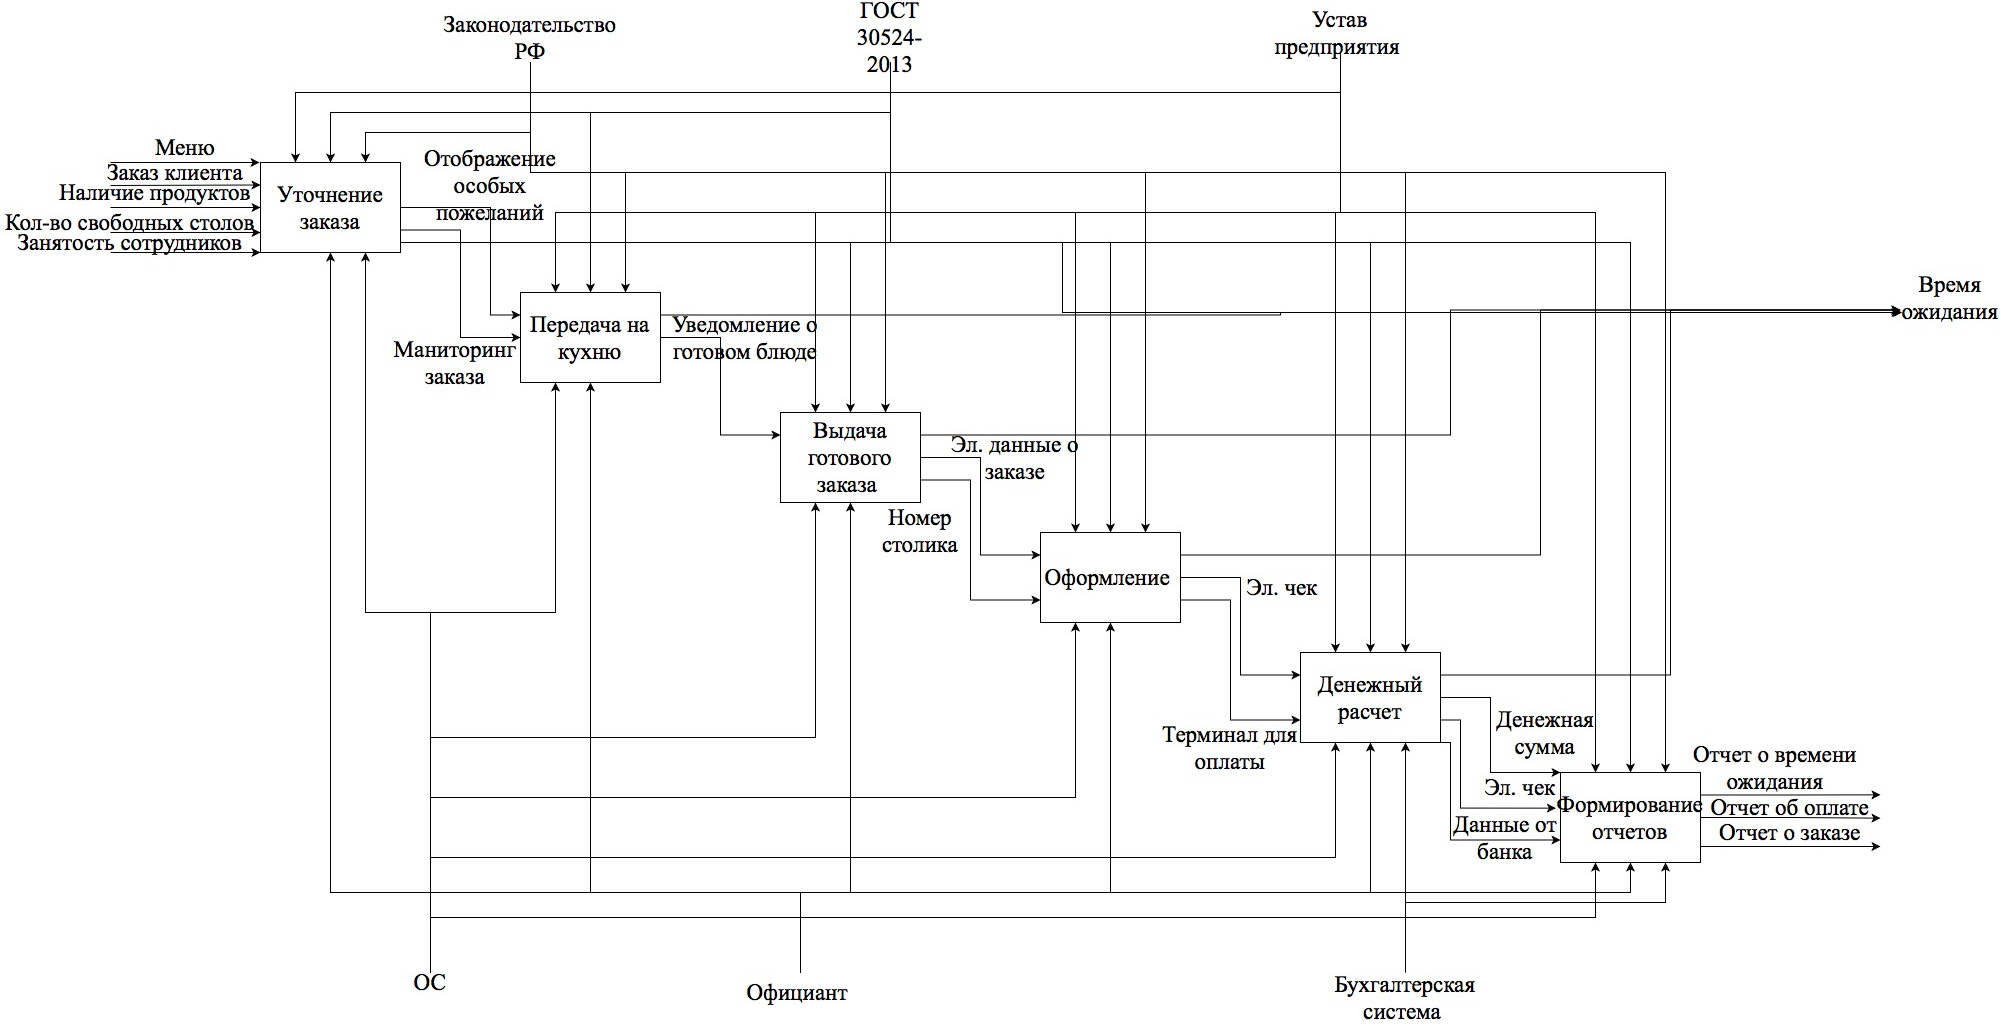 Законодательство
РФ
ГОСТ
30524-
2013
Устав
предприятия
Меню
Заказ клиента
Наличие продуктов
Кол-во свободных столов
Занятость сотрудников
Уточнение
заказа
Отображение
особых
пожеланий
Маниторинг
заказа
Передача на
кухню
Уведомление о
готовом блюде
Время
ожидания
Выдача
готового
заказа
Эл. данные о
заказе
Номер
столика
Оформление
Эл. чек
Терминал для
оплаты
Денежный
расчет
Денежная
сумма
Эл. чек
Данные от
банка
Формирование
отчетов
Отчет о времени
ожидания
Отчет об оплате
Отчет о заказе
ОС
Официант
Бухгалтерская
система